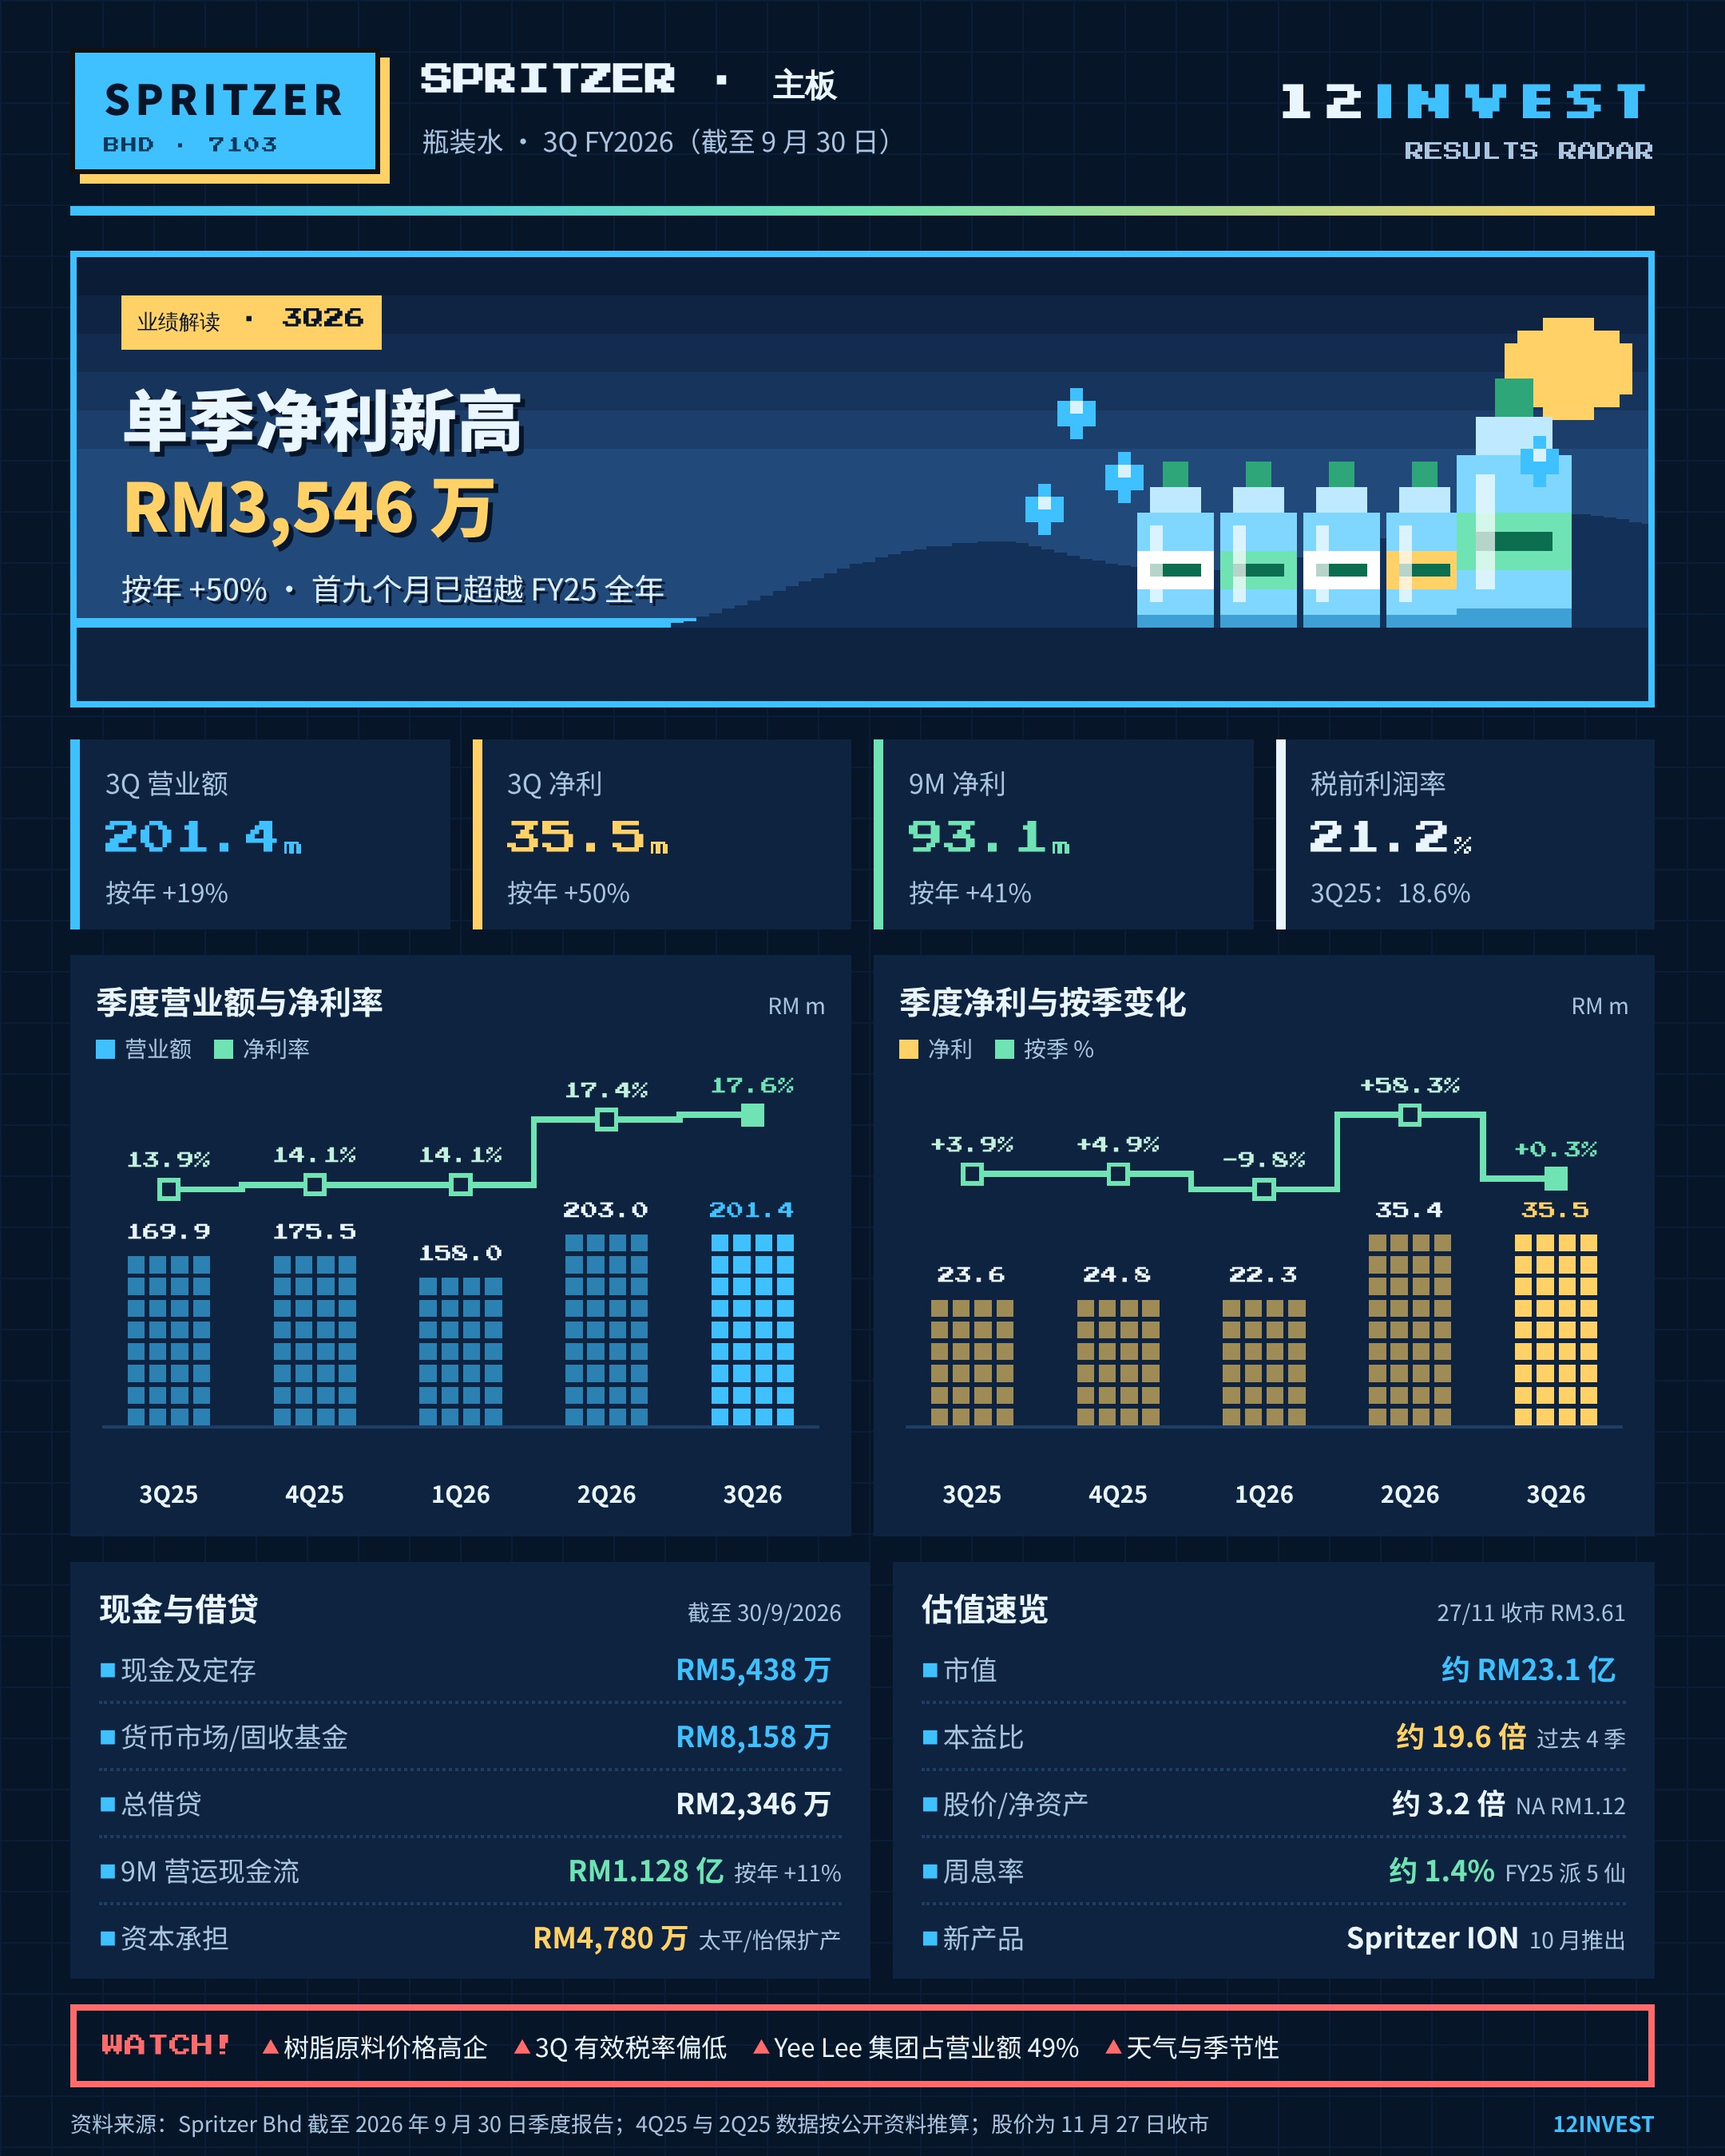 SPRITZER
BHD · 7103
SPRITZER · 主板
瓶装水 · 3Q FY2026（截至 9 月 30 日）
12INVEST
RESULTS RADAR
业绩解读 · 3Q26
单季净利新高
RM3,546 万
按年 +50% · 首九个月已超越 FY25 全年
3Q 营业额
201.4m
按年 +19%
3Q 净利
35.5m
按年 +50%
9M 净利
93.1m
按年 +41%
税前利润率
21.2%
3Q25：18.6%
季度营业额与净利率 RM m
营业额 净利率
13.9% 14.1% 14.1% 17.4% 17.6%
169.9 175.5 158.0 203.0 201.4
3Q25 4Q25 1Q26 2Q26 3Q26
季度净利与按季变化 RM m
净利 按季 %
+3.9% +4.9% -9.8% +58.3% +0.3%
23.6 24.8 22.3 35.4 35.5
3Q25 4Q25 1Q26 2Q26 3Q26
现金与借贷 截至 30/9/2026
现金及定存 RM5,438 万
货币市场/固收基金 RM8,158 万
总借贷 RM2,346 万
9M 营运现金流 RM1.128 亿 按年 +11%
资本承担 RM4,780 万 太平/怡保扩产
估值速览 27/11 收市 RM3.61
市值 约 RM23.1 亿
本益比 约 19.6 倍 过去 4 季
股价/净资产 约 3.2 倍 NA RM1.12
周息率 约 1.4% FY25 派 5 仙
新产品 Spritzer ION 10 月推出
WATCH! ▲树脂原料价格高企 ▲3Q 有效税率偏低 ▲Yee Lee 集团占营业额 49% ▲天气与季节性
资料来源：Spritzer Bhd 截至 2026 年 9 月 30 日季度报告；4Q25 与 2Q25 数据按公开资料推算；股价为 11 月 27 日收市
12INVEST